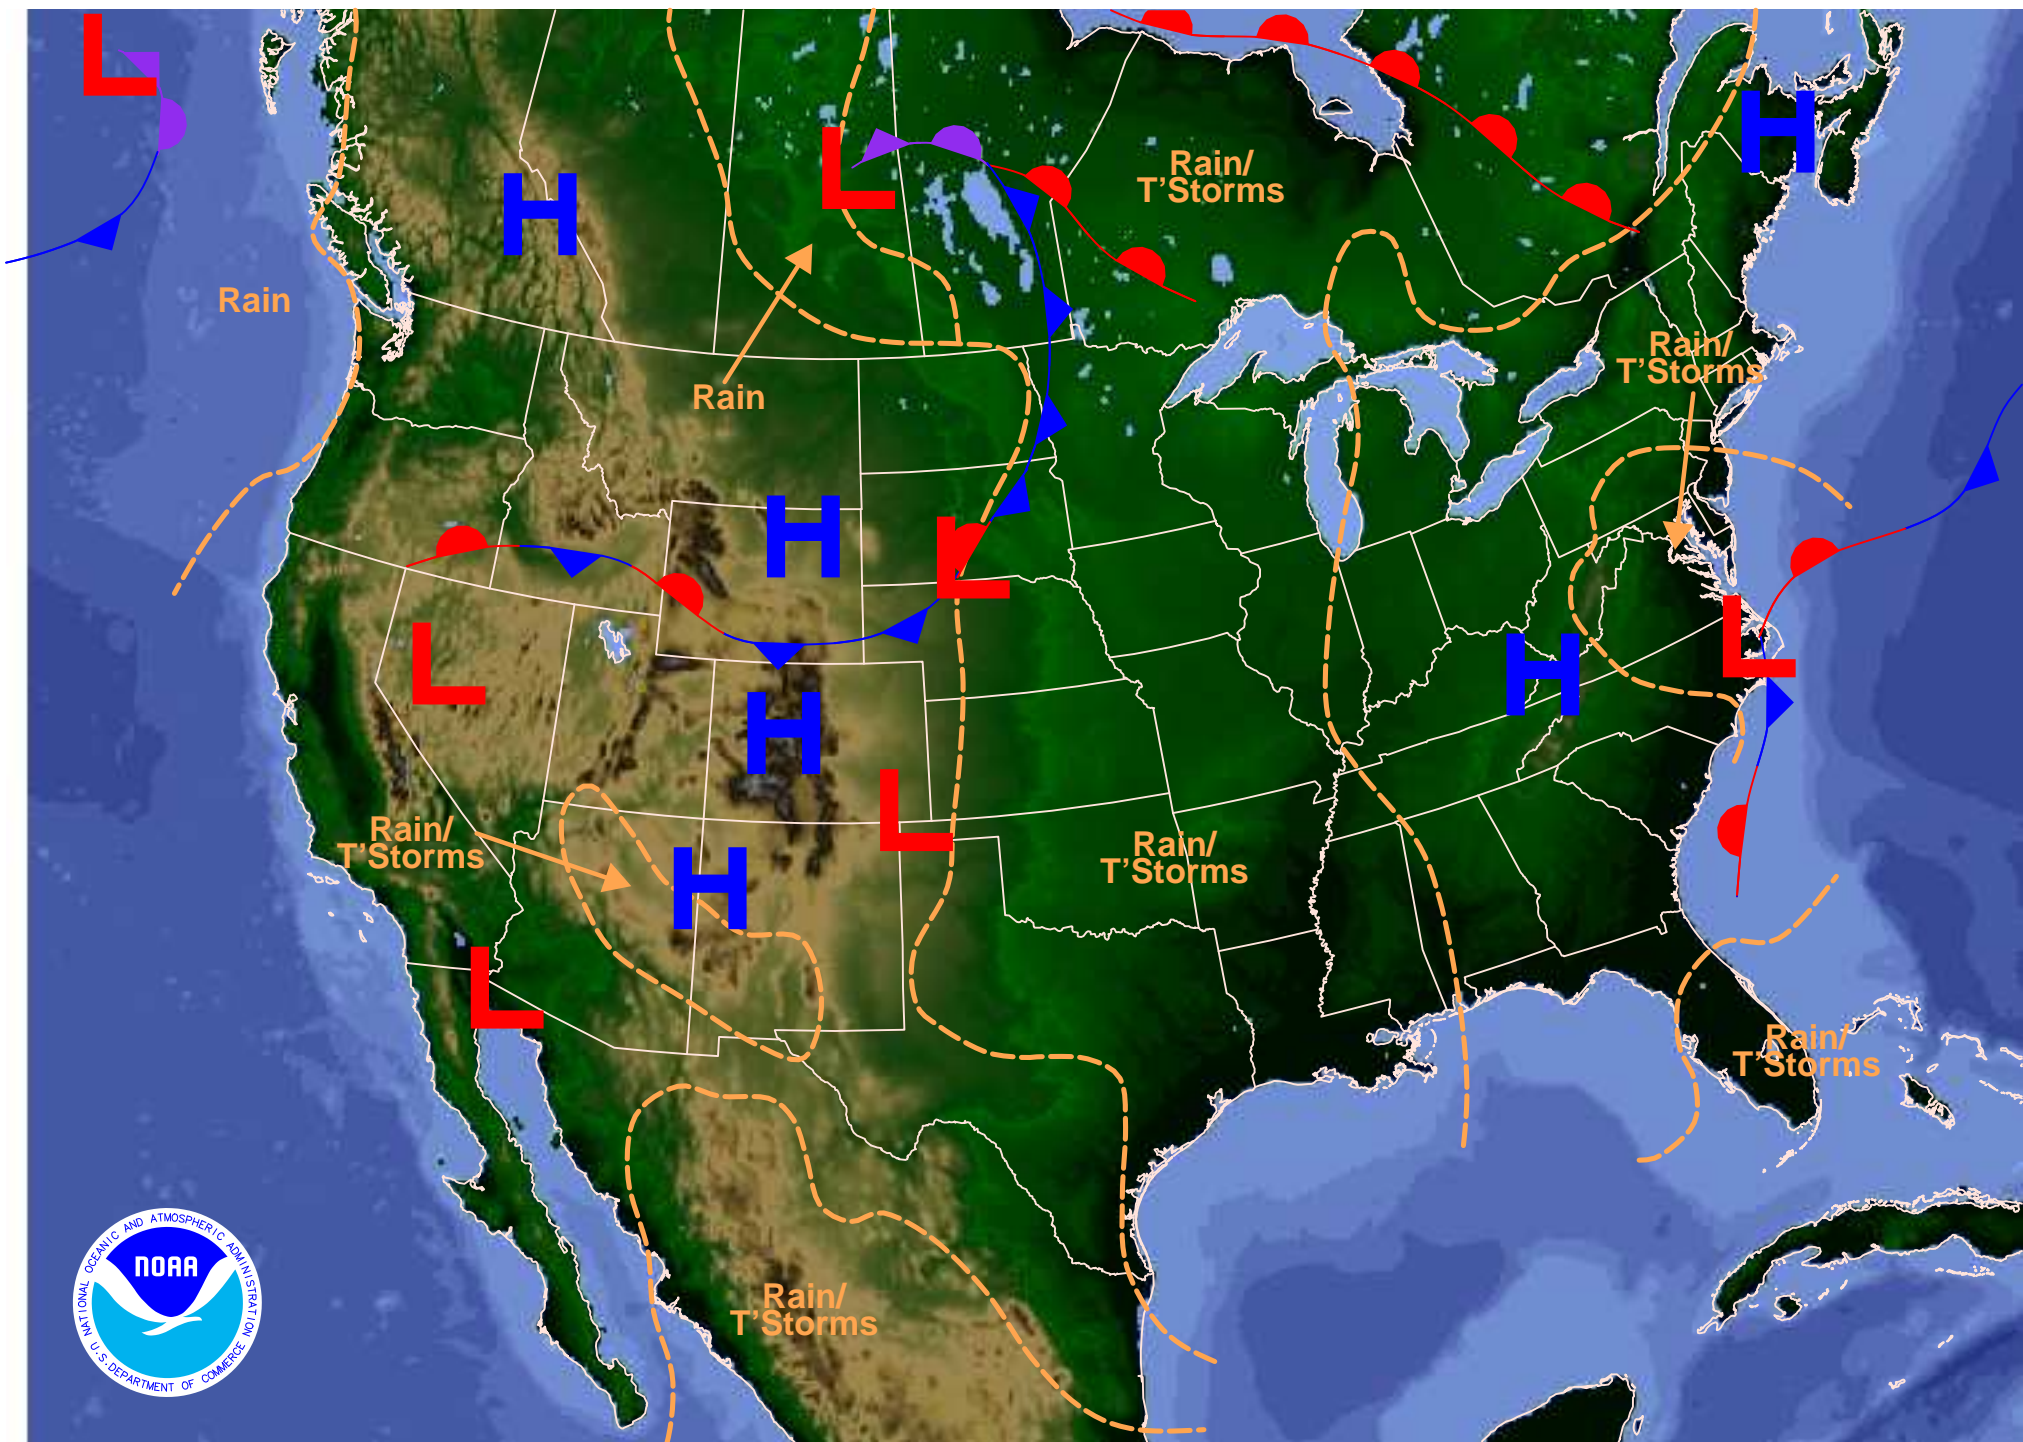 L
L
H
H
Rain/
T'Storms
H
Rain
Rain/
T'Storms
Rain
H
L
L
L
H
H
L
Rain/
T'Storms
Rain/
T'Storms
H
L
Rain/
T'Storms
Rain/
T'Storms
NATIONAL OCEANIC AND ATMOSPHERIC ADMINISTRATION
NOAA
U.S. DEPARTMENT OF COMMERCE